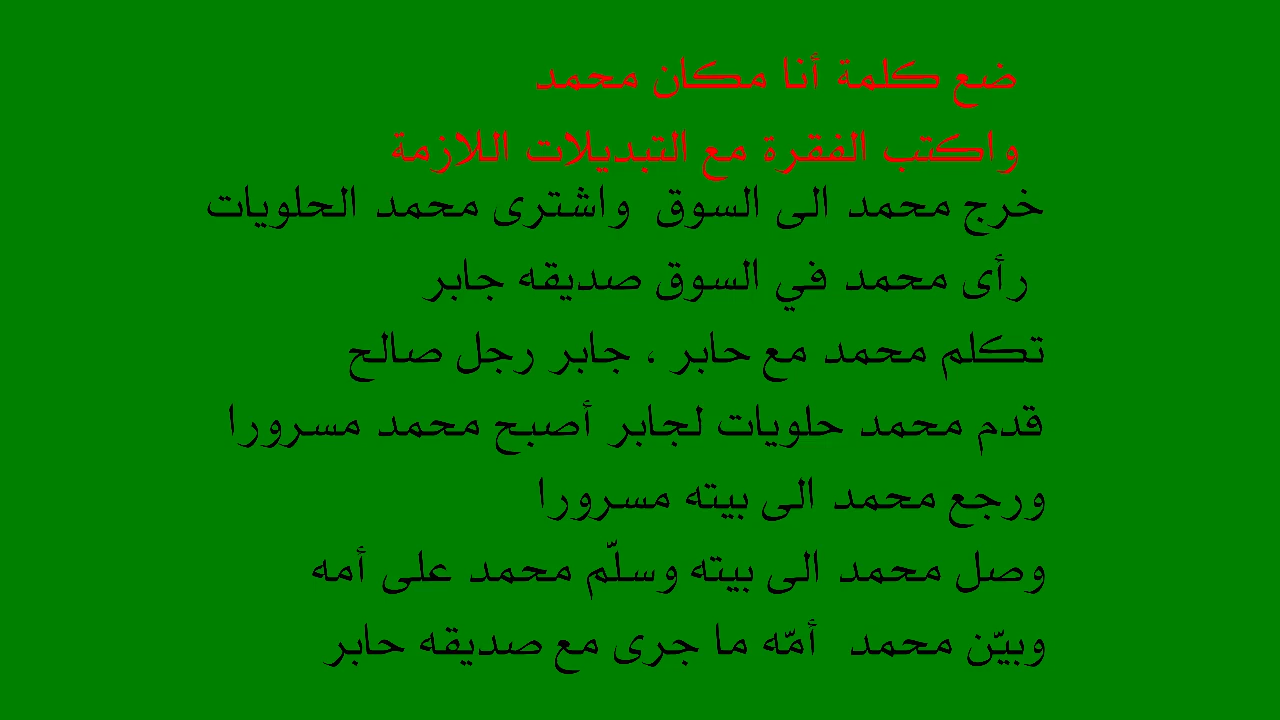 ضع كلمة أنا مكان محمد
واكتب الفقرة مع التبديلات اللازمة
خرج محمد الى السوق واشترى محمد الحلويات
رأى محمد في السوق صديقه جابر
تكلم محمد مع حابر ، جابر رجل صالح
قدم محمد حلويات لجابر أصبح محمد مسرورا
ورجع محمد الى بيته مسرورا
وصل محمد الى بيته وسلّم محمد على أمه
وبيّن محمد أمّه ما جرى مع صديقه حابر